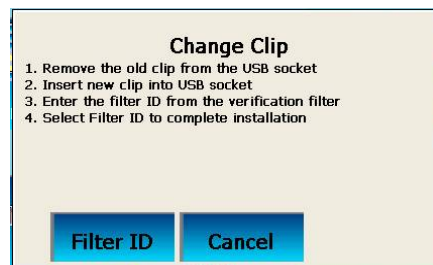 Change Clip
1. Remove the old clip from the USB socket
2. Insert new clip into USB socket
3. Enter the filter ID from the verification filter
4. Select Filter ID to complete installation
Filter ID Cancel